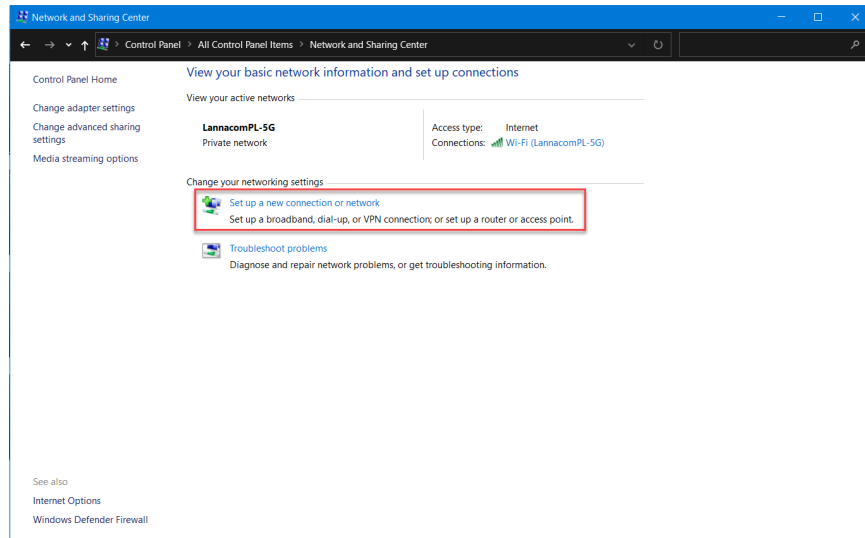 Network and Sharing Center
Control Panel > All Control Panel Items > Network and Sharing Center
Control Panel Home
Change adapter settings
Change advanced sharing
settings
Media streaming options
View your basic network information and set up connections
View your active networks
LannacomPL-5G
Private network
Access type: Internet
Connections: Wi-Fi (LannacomPL-5G)
Change your networking settings
Set up a new connection or network
Set up a broadband, dial-up, or VPN connection; or set up a router or access point.
Troubleshoot problems
Diagnose and repair network problems, or get troubleshooting information.
See also
Internet Options
Windows Defender Firewall